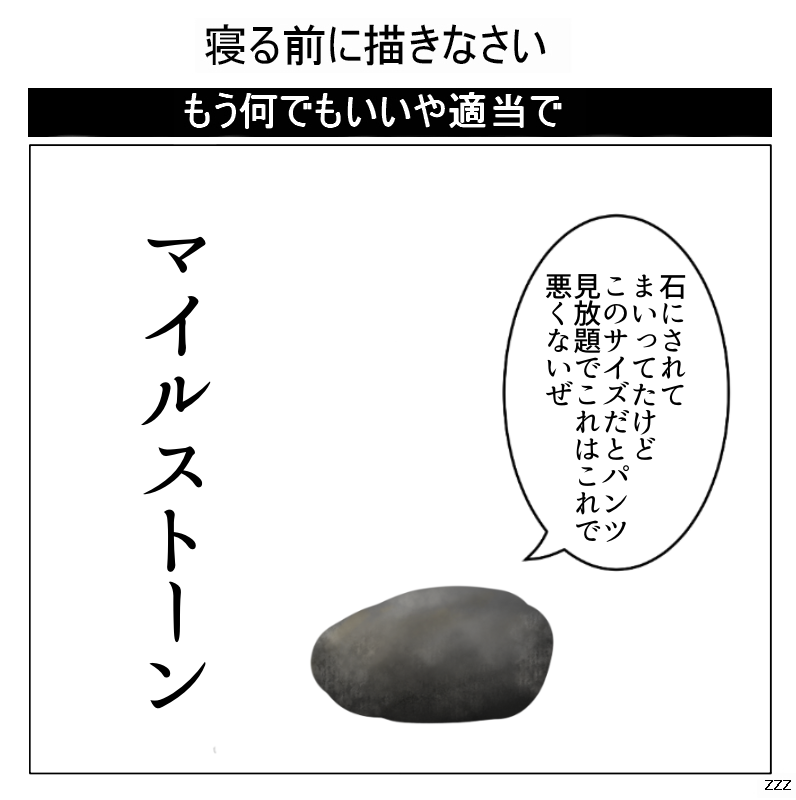 寝る前に描きなさい
もう何でもいいや適当で
石にされて
まいってたけど
このサイズだとパンツ
見放題でこれはこれで
悪くないぜ
マイルストーン
zzz